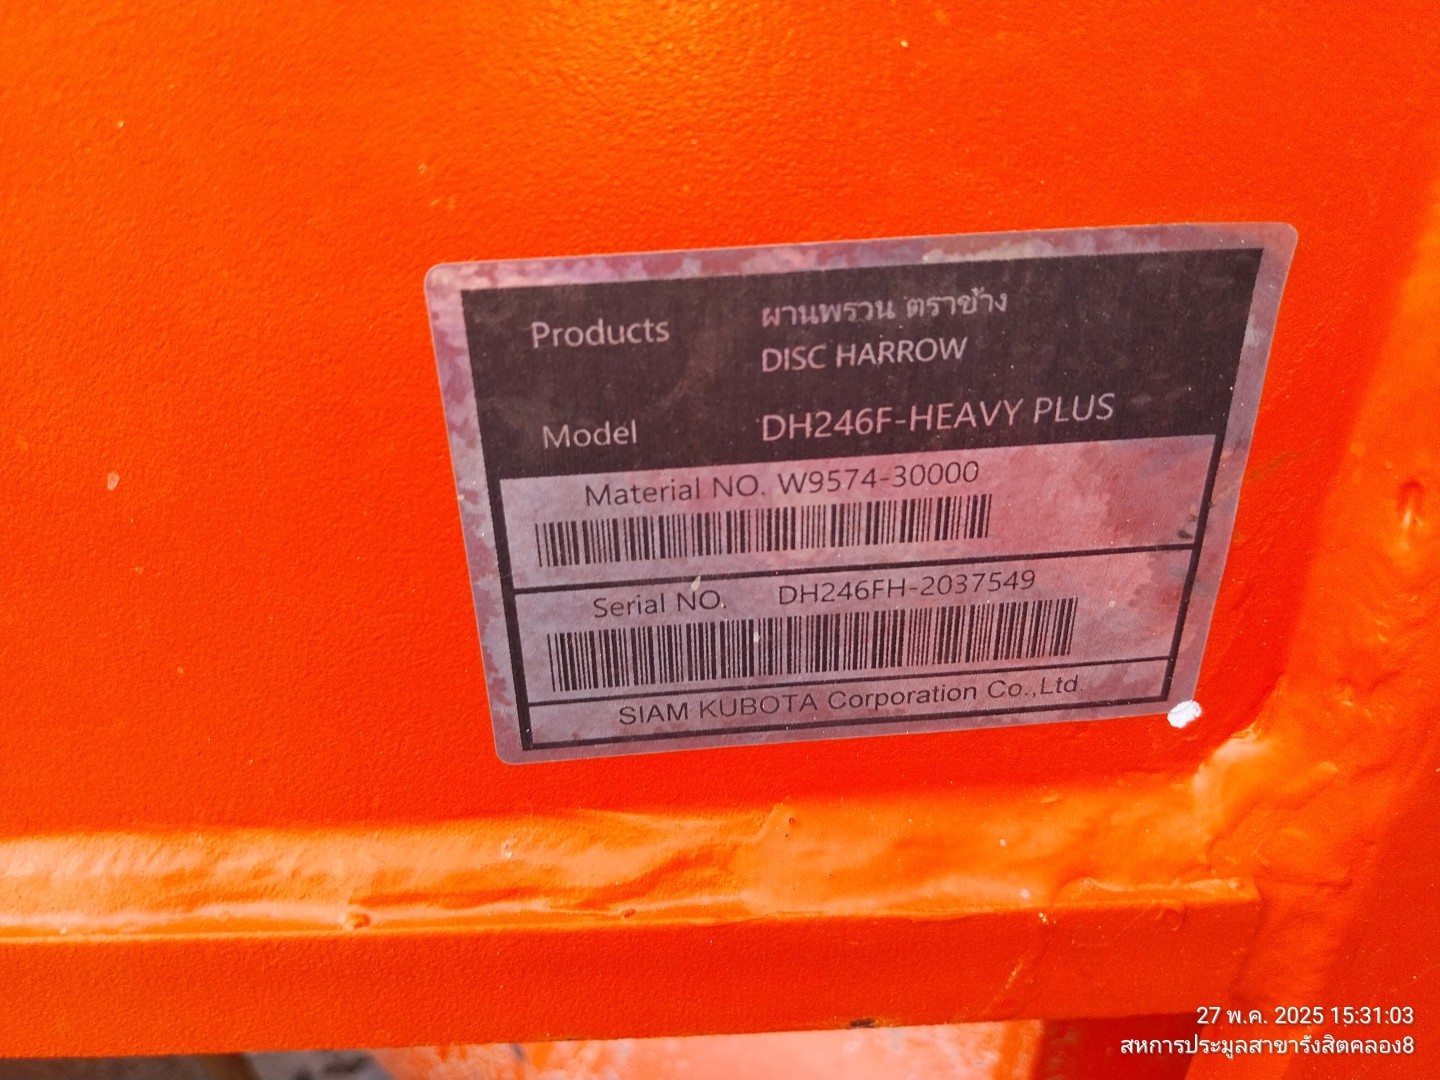 Products ผานพรวน ตราช้าง
DISC HARROW
Model DH246F-HEAVY PLUS
Material NO. W9574-30000
Serial NO. DH246FH-2037549
SIAM KUBOTA Corporation Co.,Ltd
27 พ.ค. 2025 15:31:03
สหการประมูลสาขารังสิตคลอง8